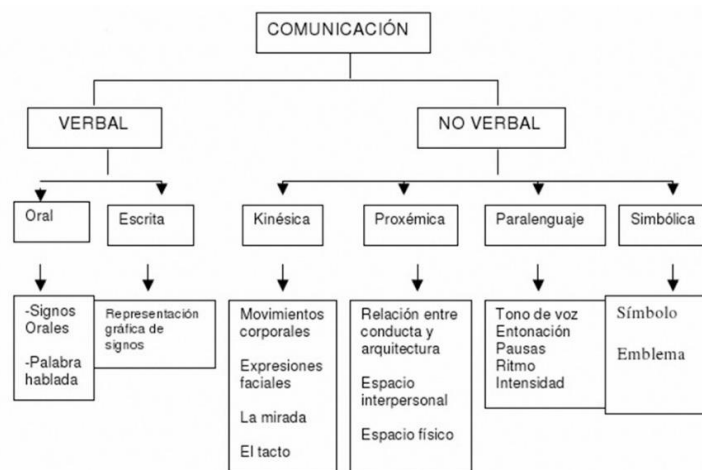 COMUNICACIÓN
VERBAL
NO VERBAL
Oral
Escrita
Kinésica
Proxémica
Paralenguaje
Simbólica
-Signos
Orales
-Palabra
hablada
Representación
gráfica de
signos
Movimientos
corporales
Expresiones
faciales
La mirada
El tacto
Relación entre
conducta y
arquitectura
Espacio
interpersonal
Espacio físico
Tono de voz
Entonación
Pausas
Ritmo
Intensidad
Símbolo
Emblema